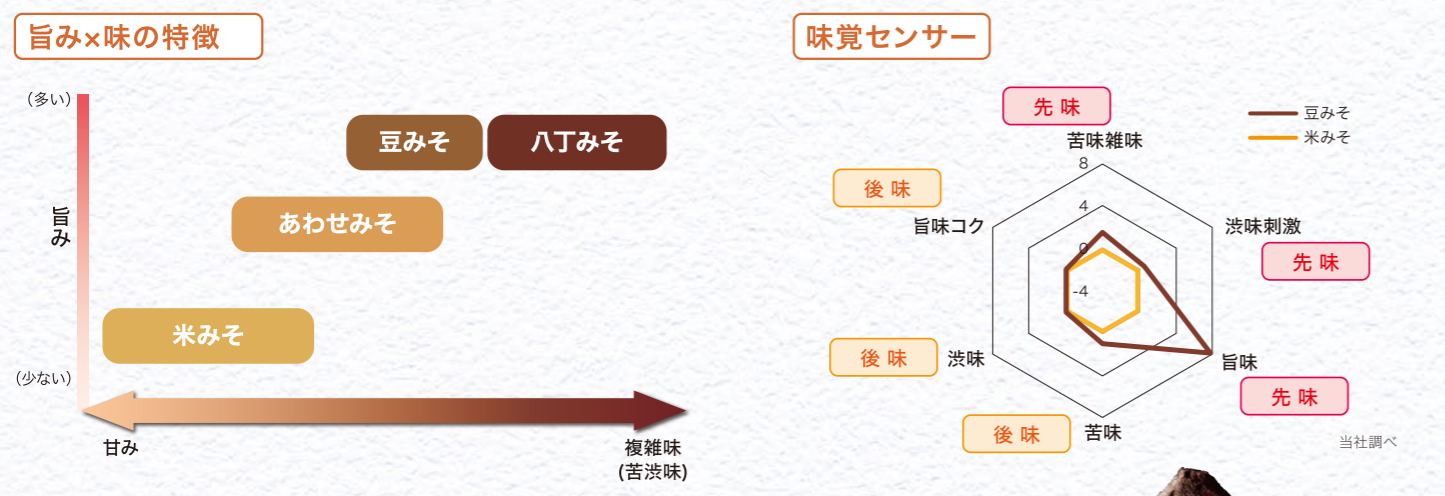 旨み×味の特徴
(多い)
旨み
(少ない)
豆みそ
八丁みそ
あわせみそ
米みそ
甘み
複雑味
(苦渋味)
味覚センサー
先味
苦味雑味
豆みそ
米みそ
8
4
0
-4
後味
旨味コク
渋味刺激
先味
後味
渋味
旨味
先味
後味
苦味
当社調べ